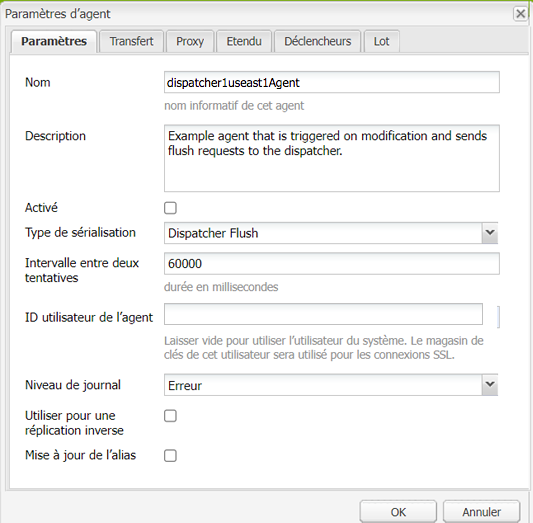 Paramètres d’agent
Paramètres Transfert Proxy Etendu Déclencheurs Lot
Nom dispatcher1useast1Agent
nom informatif de cet agent
Description Example agent that is triggered on modification and sends
flush requests to the dispatcher.
Activé
Type de sérialisation Dispatcher Flush
Intervalle entre deux
tentatives
60000
durée en millisecondes
ID utilisateur de l’agent
Laisser vide pour utiliser l’utilisateur du système. Le magasin de
clés de cet utilisateur sera utilisé pour les connexions SSL.
Niveau de journal Erreur
Utiliser pour une
réplication inverse
Mise à jour de l’alias
OK Annuler